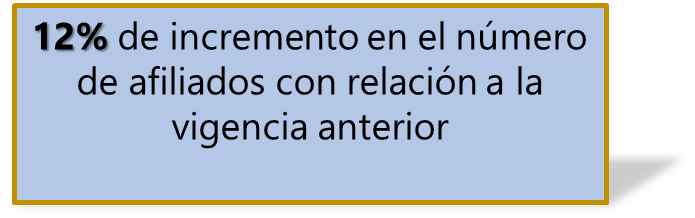 12% de incremento en el número
de afiliados con relación a la
vigencia anterior